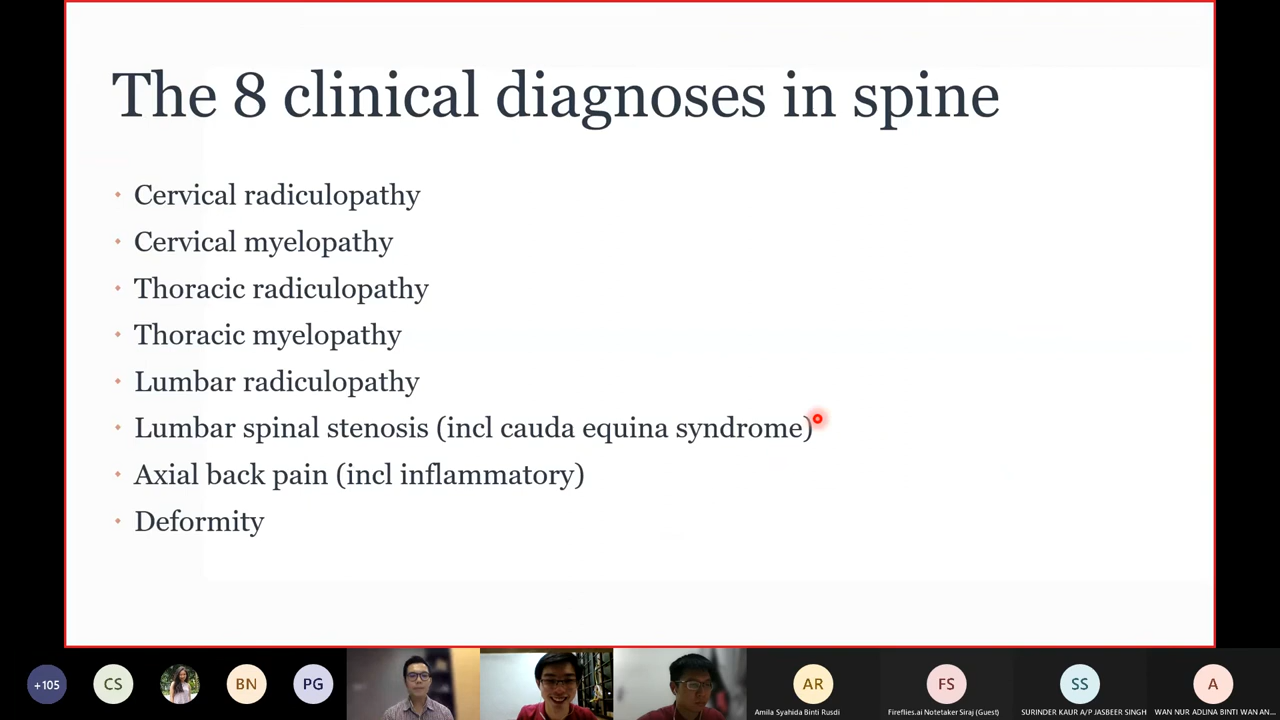 The 8 clinical diagnoses in spine
Cervical radiculopathy
Cervical myelopathy
Thoracic radiculopathy
Thoracic myelopathy
Lumbar radiculopathy
Lumbar spinal stenosis (incl cauda equina syndrome)
Axial back pain (incl inflammatory)
Deformity
+105
CS
BN
PG
AR
FS
SS
A
Amila Syahida Binti Rusdi
Fireflies.ai Notetaker Siraj (Guest)
SURINDER KAUR A/P JASBEER SINGH
WAN NUR ADLINA BINTI WAN AN...